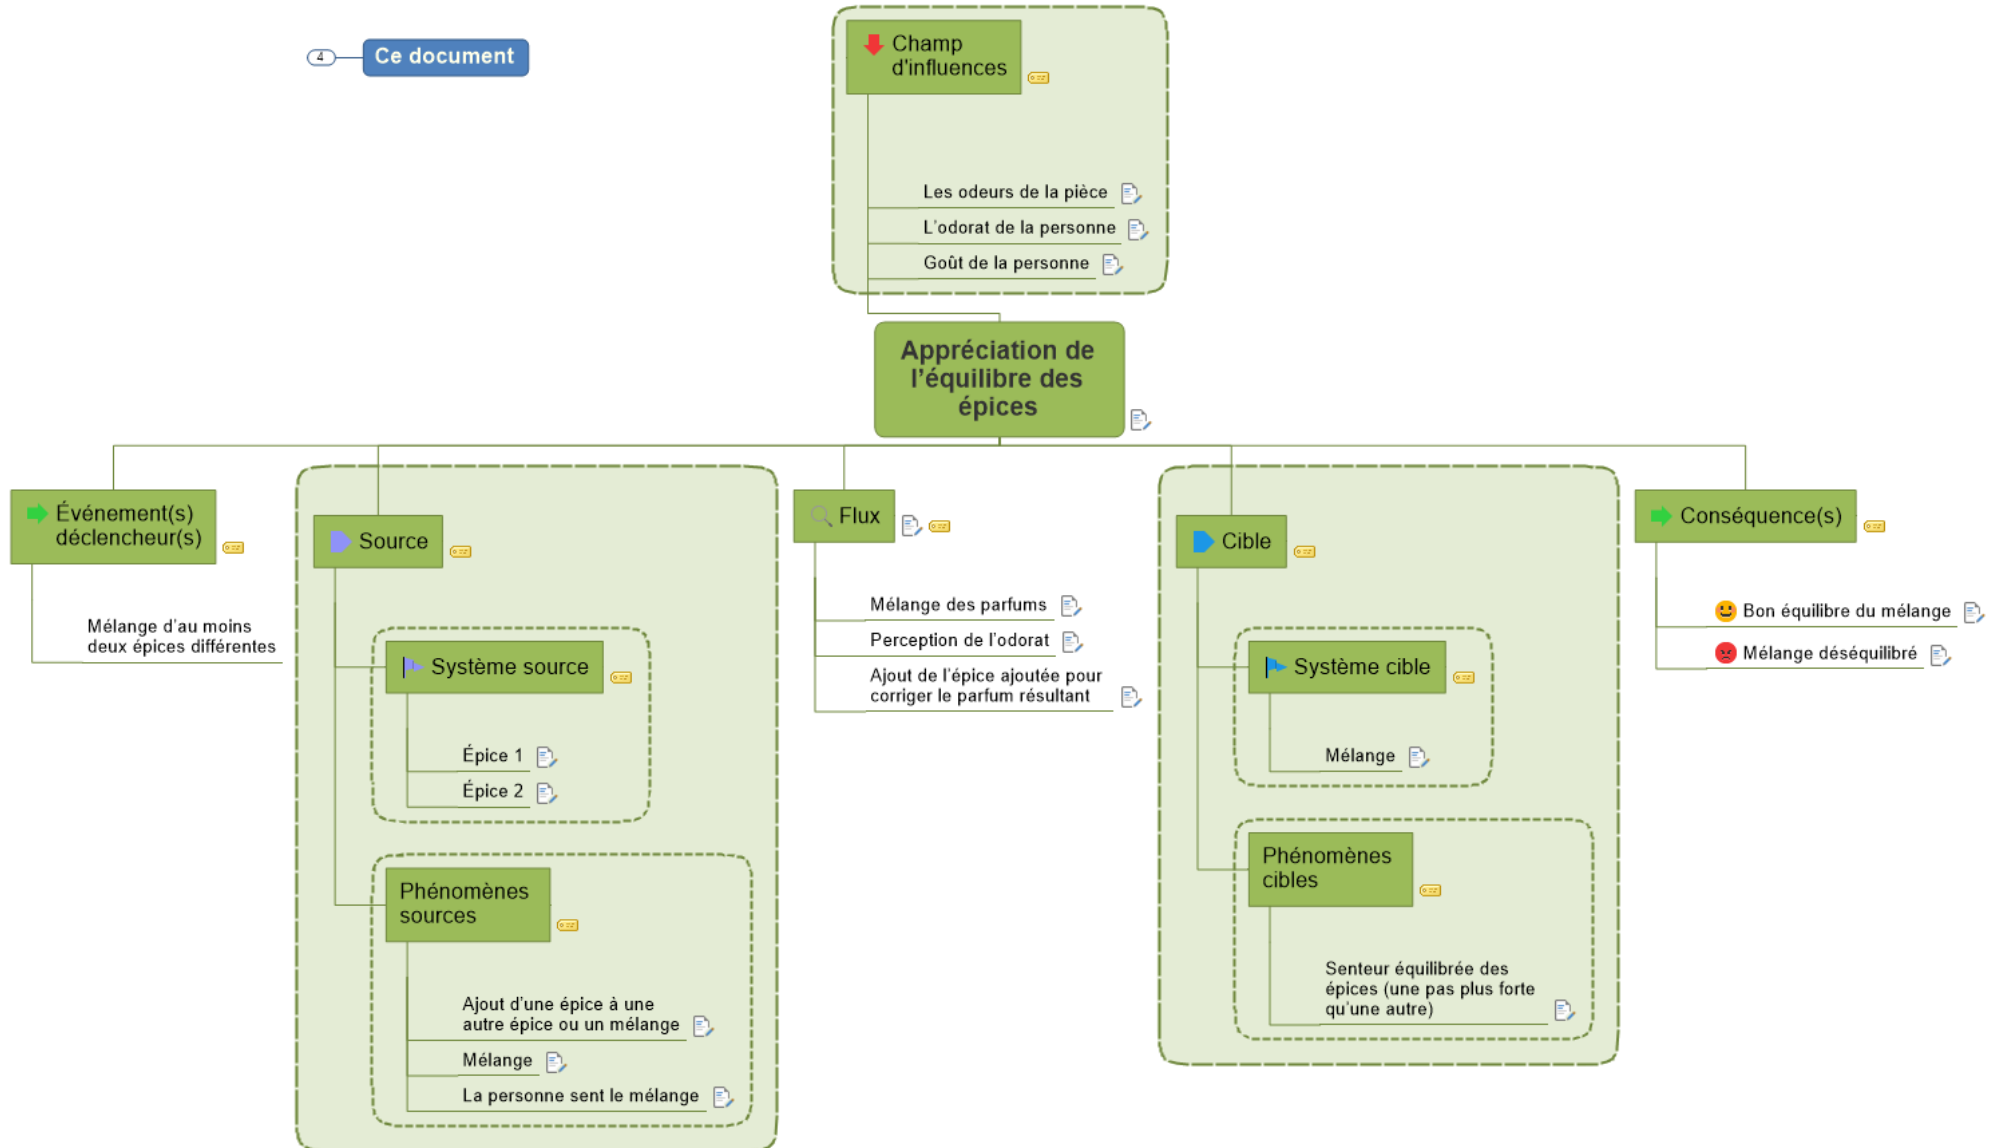 4
Ce document
Champ
d'influences
Les odeurs de la pièce
L'odorat de la personne
Goût de la personne
Appréciation de
l'équilibre des
épices
Événement(s)
déclencheur(s)
Mélange d'au moins
deux épices différentes
Source
Système source
Épice 1
Épice 2
Phénomènes
sources
Ajout d'une épice à une
autre épice ou un mélange
Mélange
La personne sent le mélange
Flux
Mélange des parfums
Perception de l'odorat
Ajout de l'épice ajoutée pour
corriger le parfum résultant
Cible
Système cible
Mélange
Phénomènes
cibles
Senteur équilibrée des
épices (une pas plus forte
qu'une autre)
Conséquence(s)
Bon équilibre du mélange
Mélange déséquilibré